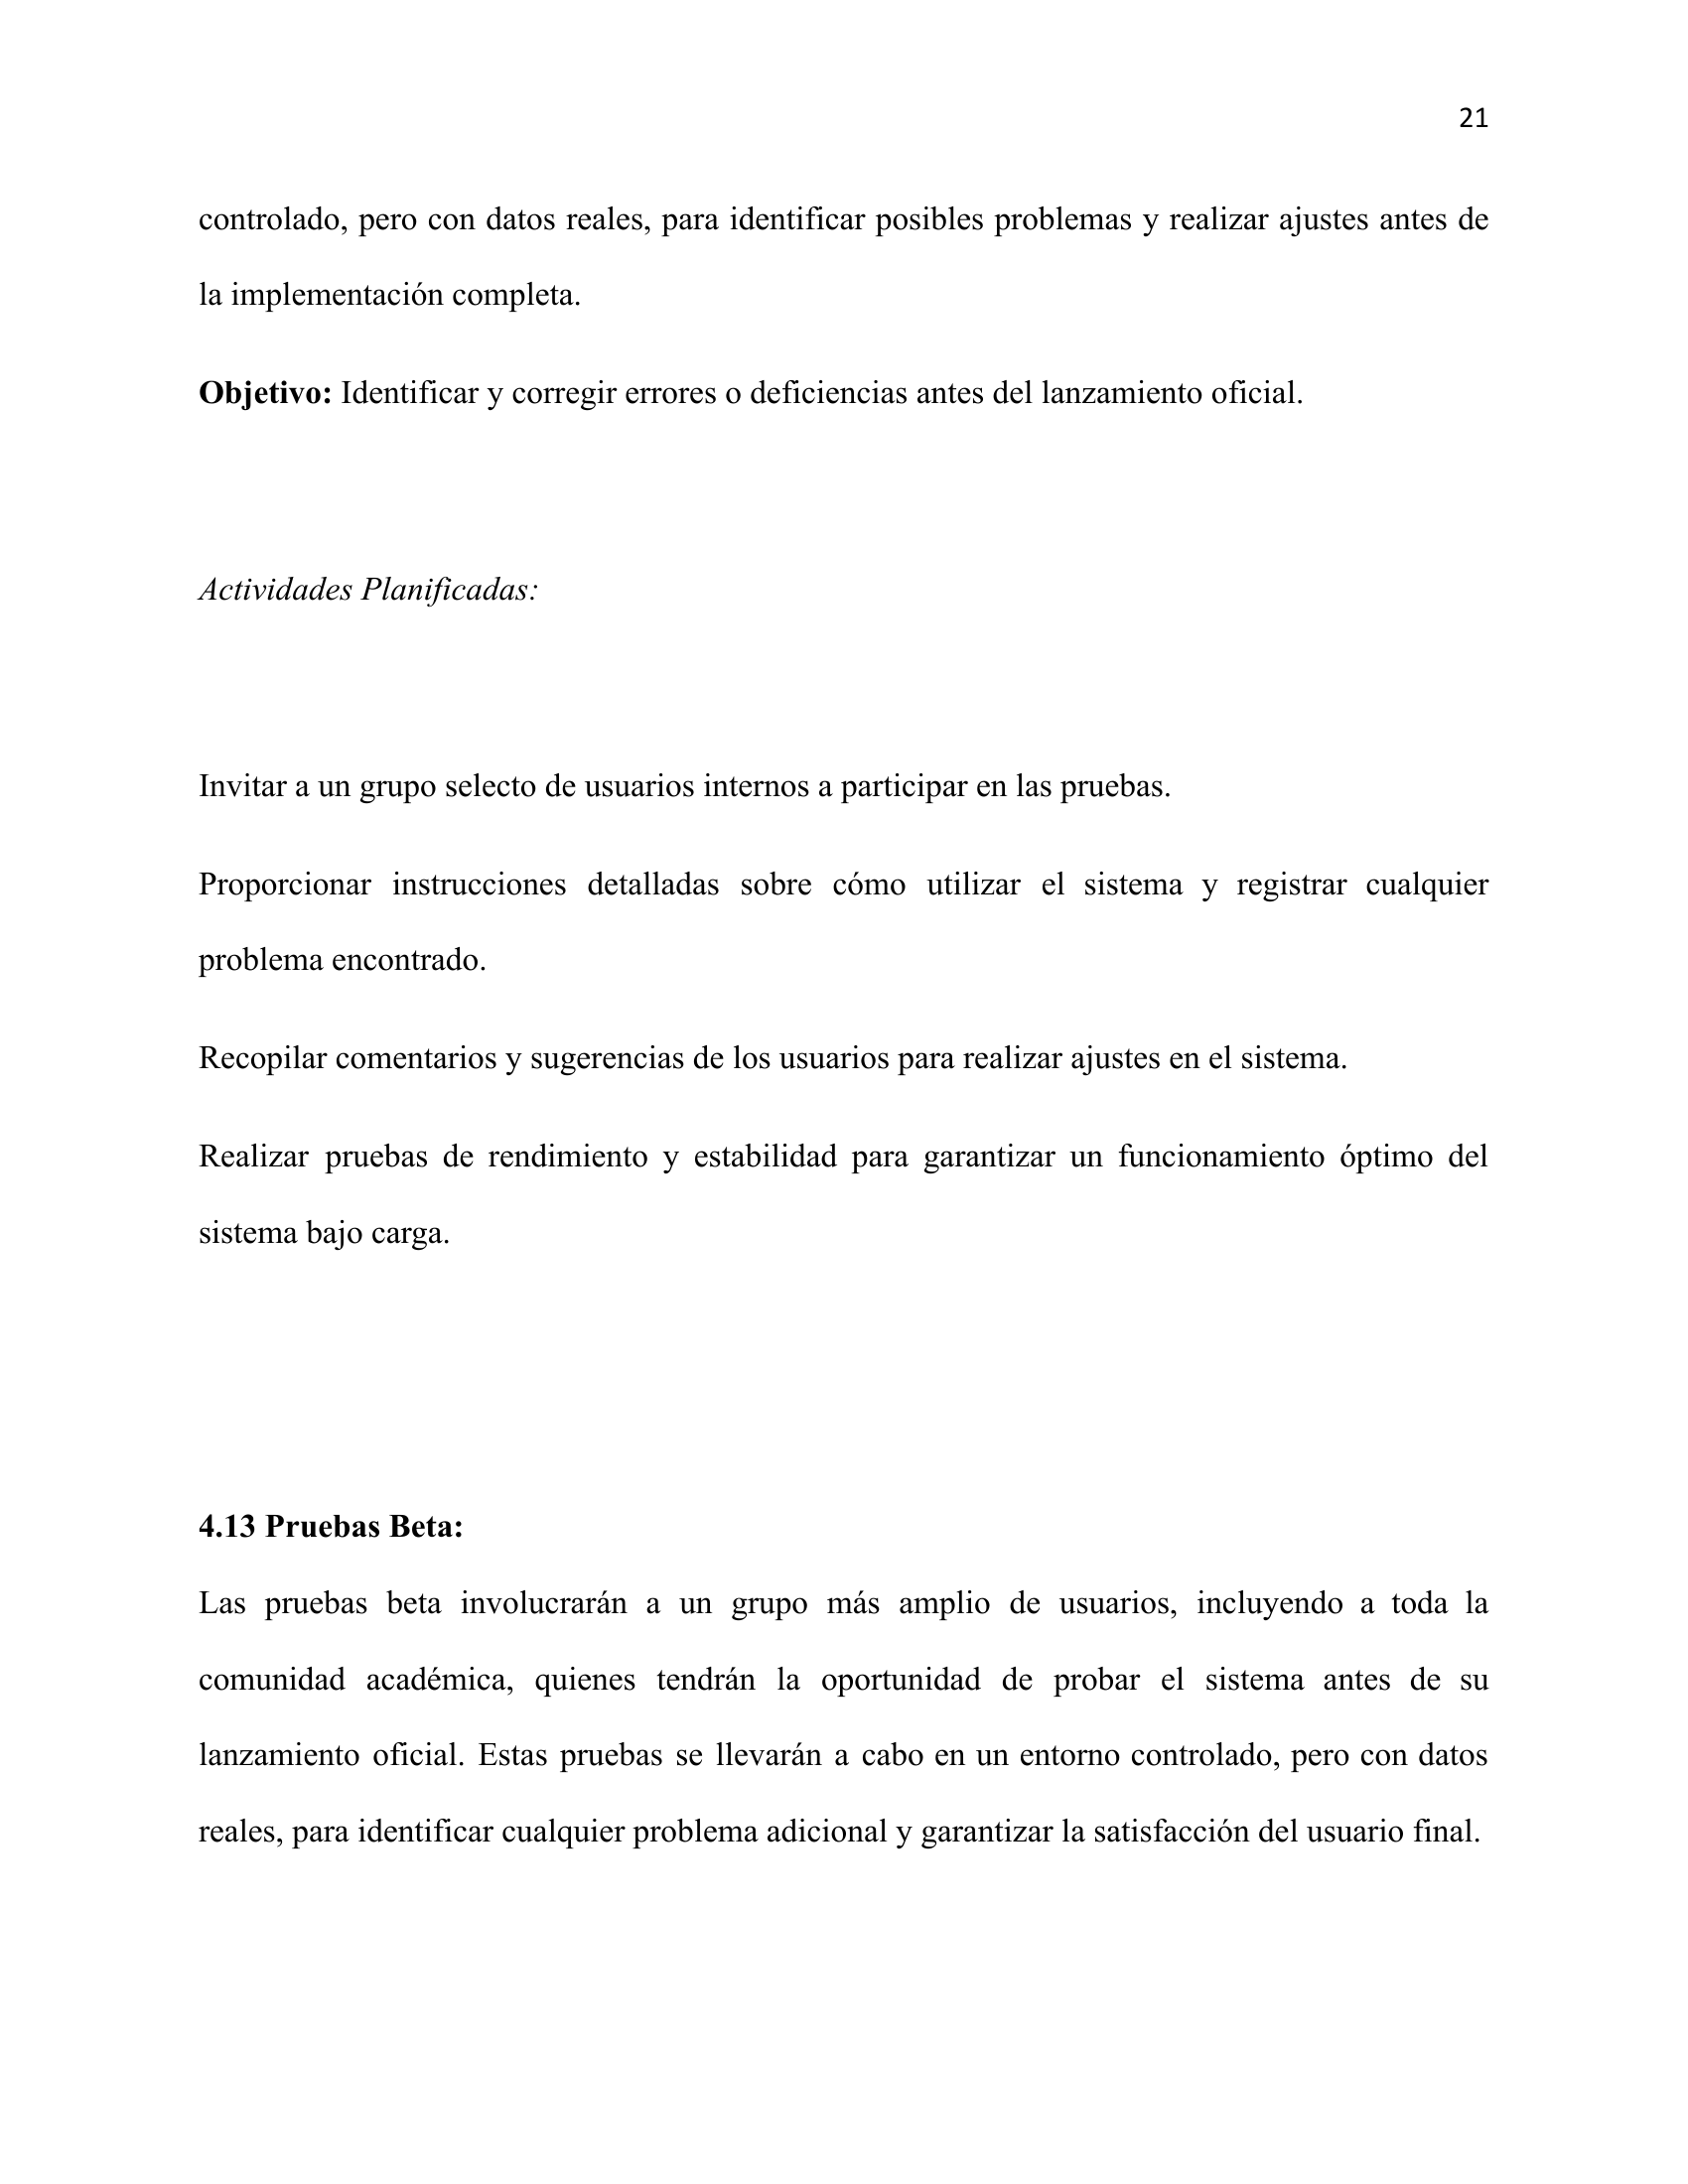 21
controlado, pero con datos reales, para identificar posibles problemas y realizar ajustes antes de
la implementación completa.
Objetivo: Identificar y corregir errores o deficiencias antes del lanzamiento oficial.
Actividades Planificadas:
Invitar a un grupo selecto de usuarios internos a participar en las pruebas.
Proporcionar instrucciones detalladas sobre cómo utilizar el sistema y registrar cualquier
problema encontrado.
Recopilar comentarios y sugerencias de los usuarios para realizar ajustes en el sistema.
Realizar pruebas de rendimiento y estabilidad para garantizar un funcionamiento óptimo del
sistema bajo carga.
4.13 Pruebas Beta:
Las pruebas beta involucrarán a un grupo más amplio de usuarios, incluyendo a toda la
comunidad académica, quienes tendrán la oportunidad de probar el sistema antes de su
lanzamiento oficial. Estas pruebas se llevarán a cabo en un entorno controlado, pero con datos
reales, para identificar cualquier problema adicional y garantizar la satisfacción del usuario final.